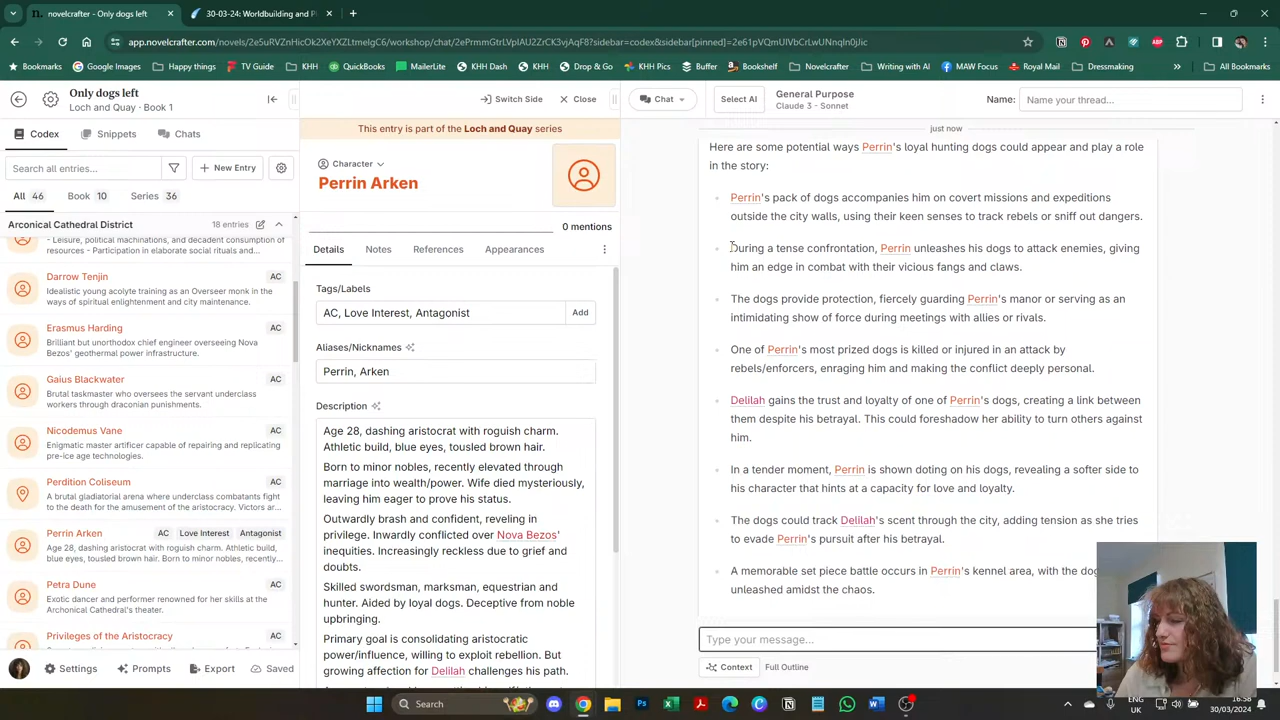 novelcrafter - Only dogs left
30-03-24: Worldbuilding and P
app.novelcrafter.com/novels/2e5uRVZnHicOk2XeYXZLtmelgC6/workshop/chat/2ePrmmGtrLVpIAU2ZrCK3vjAqF8?sidebar=codex&sidebar[pinned]=2e61pVQmUIVbCrLwUNnqIn0lJic
Bookmarks
Google Images
TV Guide
KHH
QuickBooks
MailerLite
Chat
KHH
Drop to KHH
Pics
Buffer
Bookshelf
KHH
MAW Focus
Royal Mail
DREAM
»
All Bookmarks
Only dogs left
Loch and Quay - Book 1
Switch Side
Close
Chat
Select AI
General Purpose
Claude 3 - Sonnet
Name:
Name your thread...
Codex
Snippets
Chats
Search all entries...
New Entry
All 46
Book 10
Series 36
Arconical Cathedral District
18 entries
- Leisure, political machinations, and decadent consumption of
resources - Participation in elaborate social rituals and...
Darrow Tenjin
AC
Idealistic young acolyte training as an Overseer monk in the
ways of spiritual enlightenment and city maintenance.
Erasmus Harding
AC
Brilliant but unorthodox chief engineer overseeing Nova
Bezos' geothermal power infrastructure.
Gaius Blackwater
AC
Brutal taskmaster who oversees the servant underclass
workers through draconian punishments.
Nicodemus Vane
AC
Enigmatic master artificer capable of repairing and replicating
pre-ice age technologies.
Perdition Coliseum
AC
A brutal gladiatorial arena where underclass combatants fight
to the death for the amusement of the aristocracy. Victors ar
Perrin Arken
AC
Love Interest
Antagonist
Age 28, dashing aristocrat with roguish charm. Athletic build,
blue eyes, tousled brown hair. Born to minor nobles, recently...
Petra Dune
AC
Exotic dancer and performer renowned for her skills at the
Archonical Cathedral's theater.
Privileges of the Aristocracy
AC
Settings
Prompts
Export
Saved
This entry is part of the Loch and Quay series
Character
Perrin Arken
0 mentions
Details
Notes
References
Appearances
Tags/Labels
AC, Love Interest, Antagonist
Add
Aliases/Nicknames
Perrin, Arken
Description
Age 28, dashing aristocrat with roguish charm.
Athletic build, blue eyes, tousled brown hair.
Born to minor nobles, recently elevated through
marriage into wealth/power. Wife died mysteriously,
leaving him eager to prove his status.
Outwardly brash and confident, reveling in
privilege. Inwardly conflicted over Nova Bezos'
inequities. Increasingly reckless due to grief and
doubts.
Skilled swordsman, marksman, equestrian and
hunter. Aided by loyal dogs. Deceptive from noble
upbringing.
Primary goal is consolidating aristocratic
power/influence, willing to exploit rebellion. But
growing affection for Delilah challenges his path.
just now
Here are some potential ways Perrin's loyal hunting dogs could appear and play a role
in the story:
Perrin's pack of dogs accompanies him on covert missions and expeditions
outside the city walls, using their keen senses to track rebels or sniff out dangers.
During a tense confrontation, Perrin unleashes his dogs to attack enemies, giving
him an edge in combat with their vicious fangs and claws.
The dogs provide protection, fiercely guarding Perrin's manor or serving as an
intimidating show of force during meetings with allies or rivals.
One of Perrin's most prized dogs is killed or injured in an attack by
rebels/enforcers, enraging him and making the conflict deeply personal.
Delilah gains the trust and loyalty of one of Perrin's dogs, creating a link between
them despite his betrayal. This could foreshadow her ability to turn others against
him.
In a tender moment, Perrin is shown doting on his dogs, revealing a softer side to
his character that hints at a capacity for love and loyalty.
The dogs could track Delilah's scent through the city, adding tension as she tries
to evade Perrin's pursuit after his betrayal.
A memorable set piece battle occurs in Perrin's kennel area, with the dog
unleashed amidst the chaos.
Type your message...
Context
Full Outline
Search
ENG
UK
16:58
30/03/2024